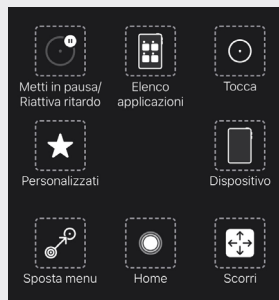 Metti in pausa/
Riattiva ritardo
Elenco
applicazioni
Tocca
Personalizzati
Dispositivo
Sposta menu
Home
Scorri